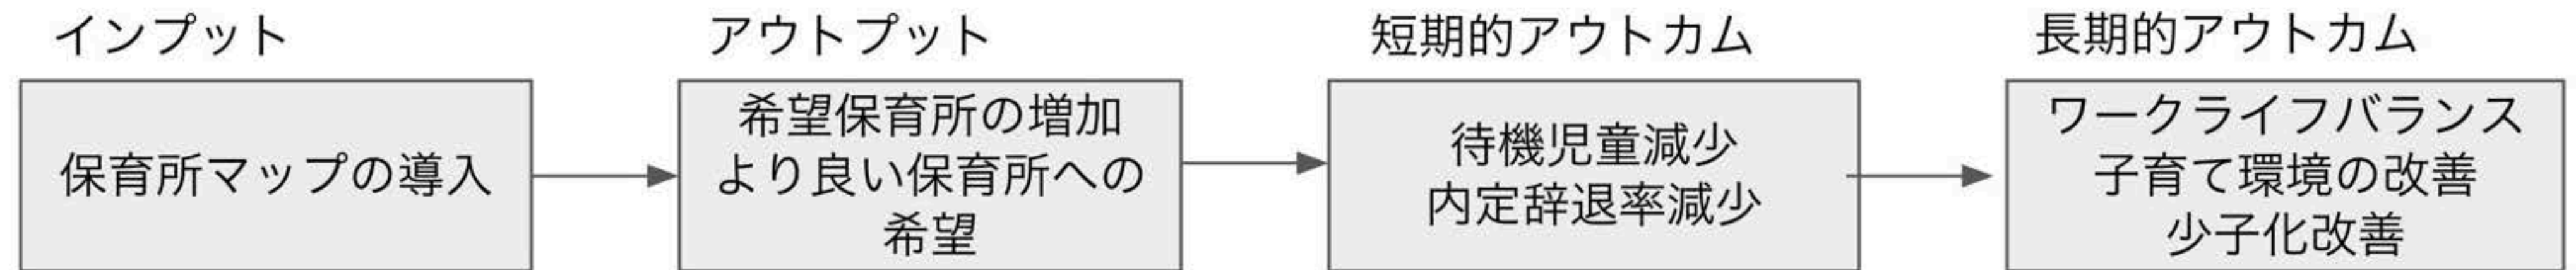 インプット
保育所マップの導入
アウトプット
希望保育所の増加
より良い保育所への
希望
短期的アウトカム
待機児童減少
内定辞退率減少
長期的アウトカム
ワークライフバランス
子育て環境の改善
少子化改善